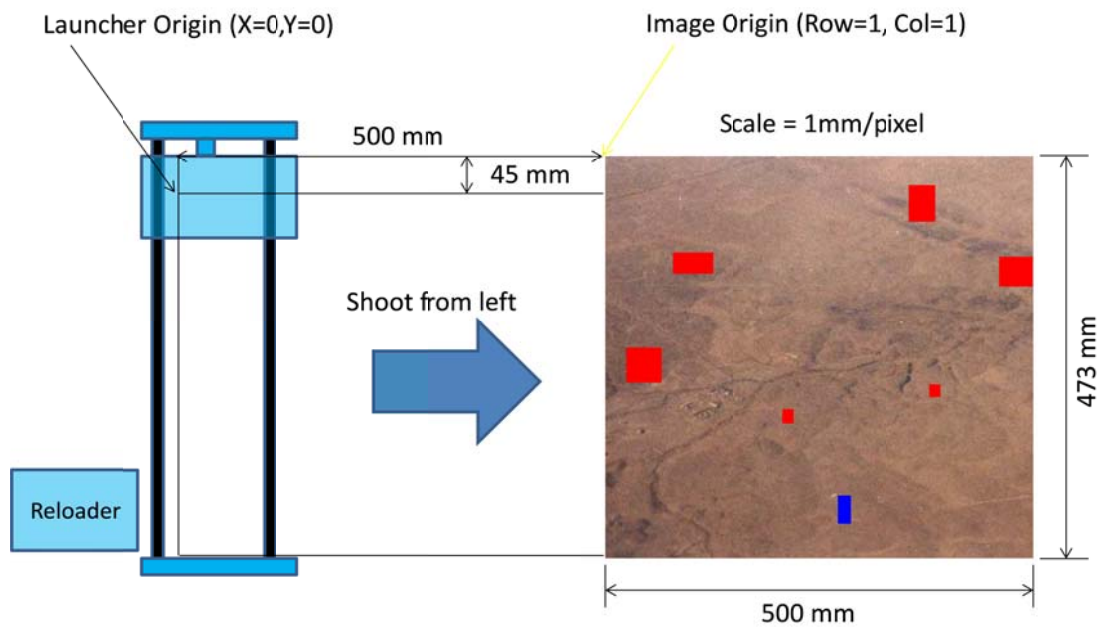 Launcher Origin (X=0,Y=0)
Image Origin (Row=1, Col=1)
Scale = 1mm/pixel
500 mm
45 mm
Shoot from left
473 mm
Reloader
500 mm